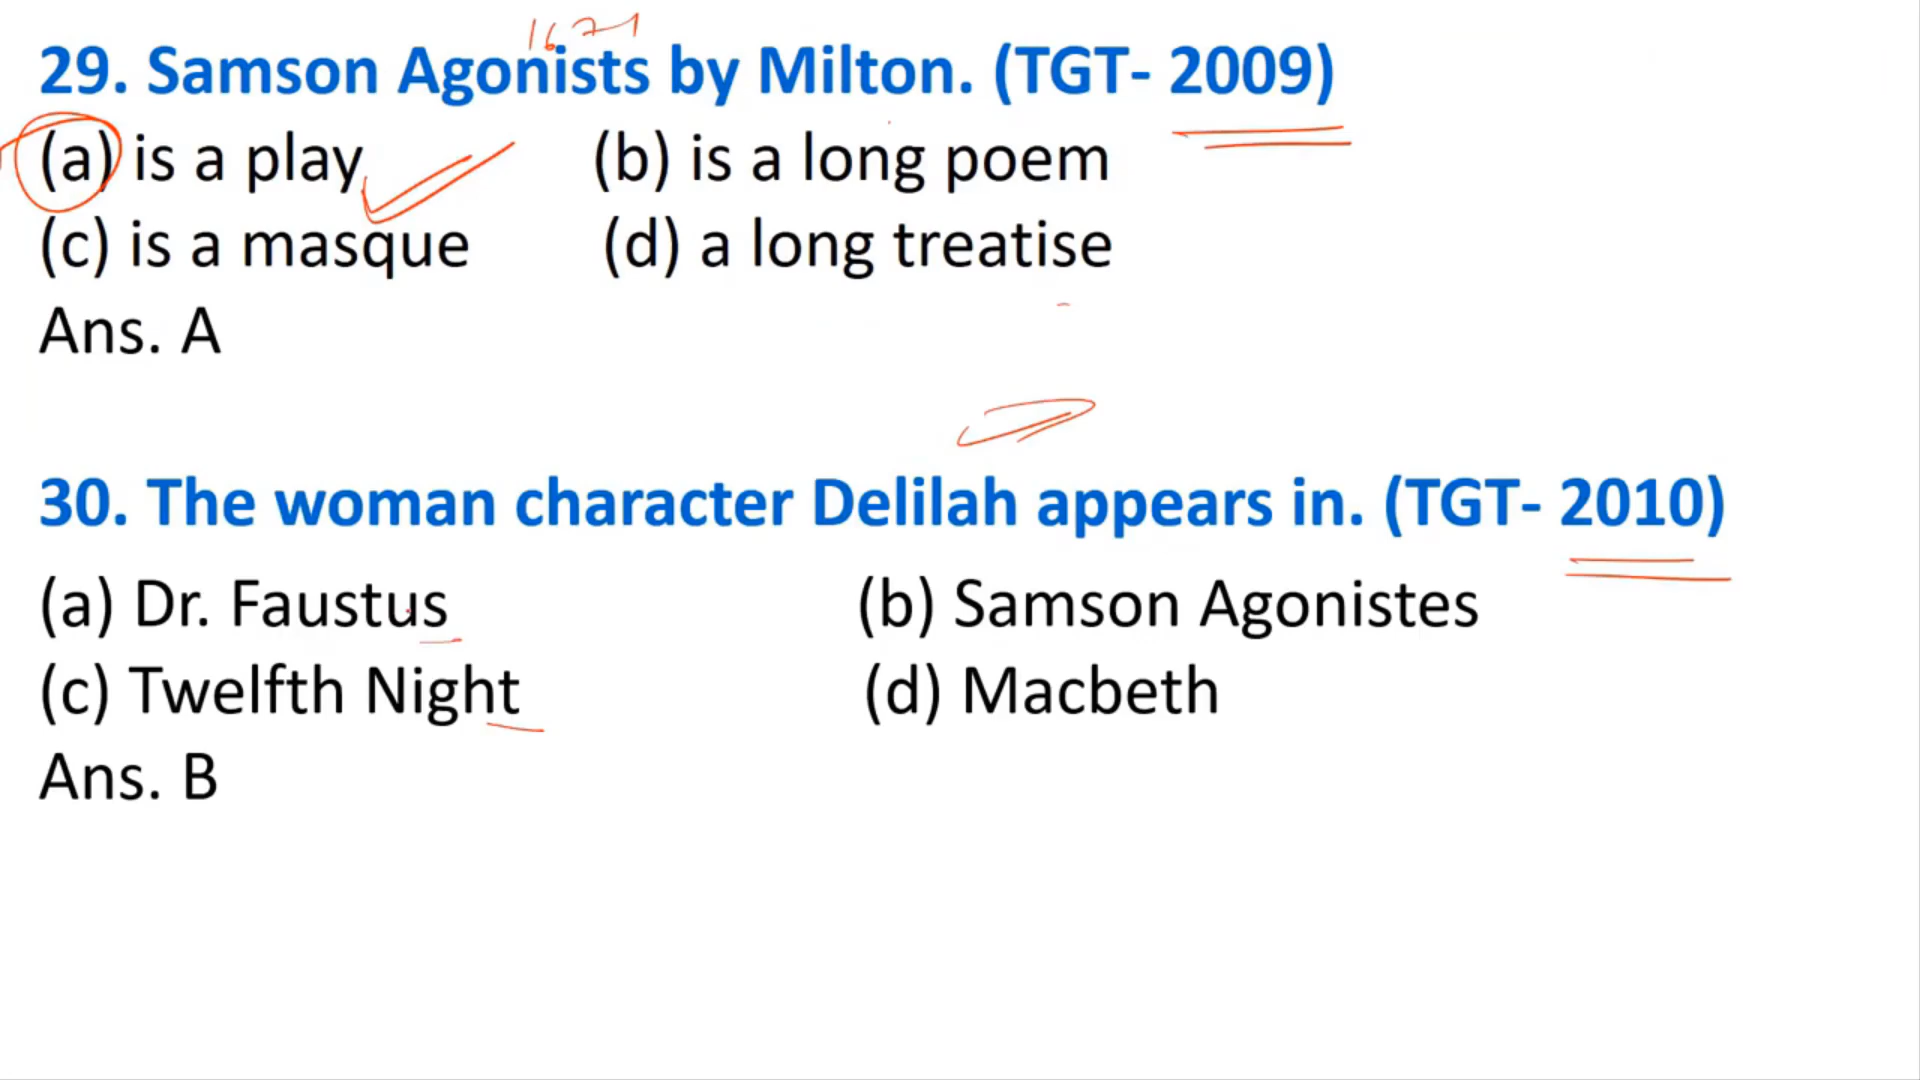 1671
29. Samson Agonists by Milton. (TGT- 2009)
(a) is a play (b) is a long poem
(c) is a masque (d) a long treatise
Ans. A
30. The woman character Delilah appears in. (TGT- 2010)
(a) Dr. Faustus (b) Samson Agonistes
(c) Twelfth Night (d) Macbeth
Ans. B